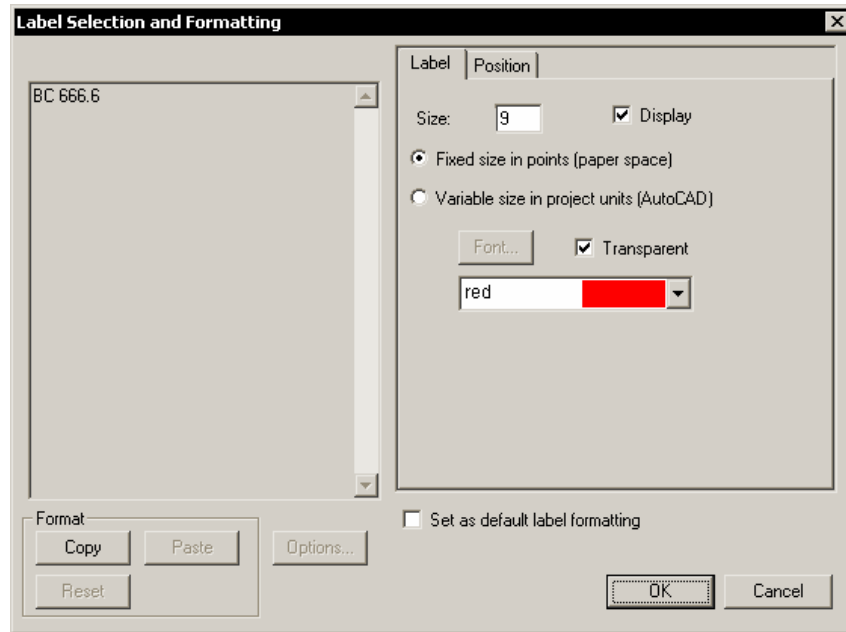 Label Selection and Formatting
BC 666.6
Label
Position
Size: 9
Display
Fixed size in points (paper space)
Variable size in project units (AutoCAD)
Font...
Transparent
red
Set as default label formatting
Format
Copy
Paste
Options...
Reset
OK
Cancel